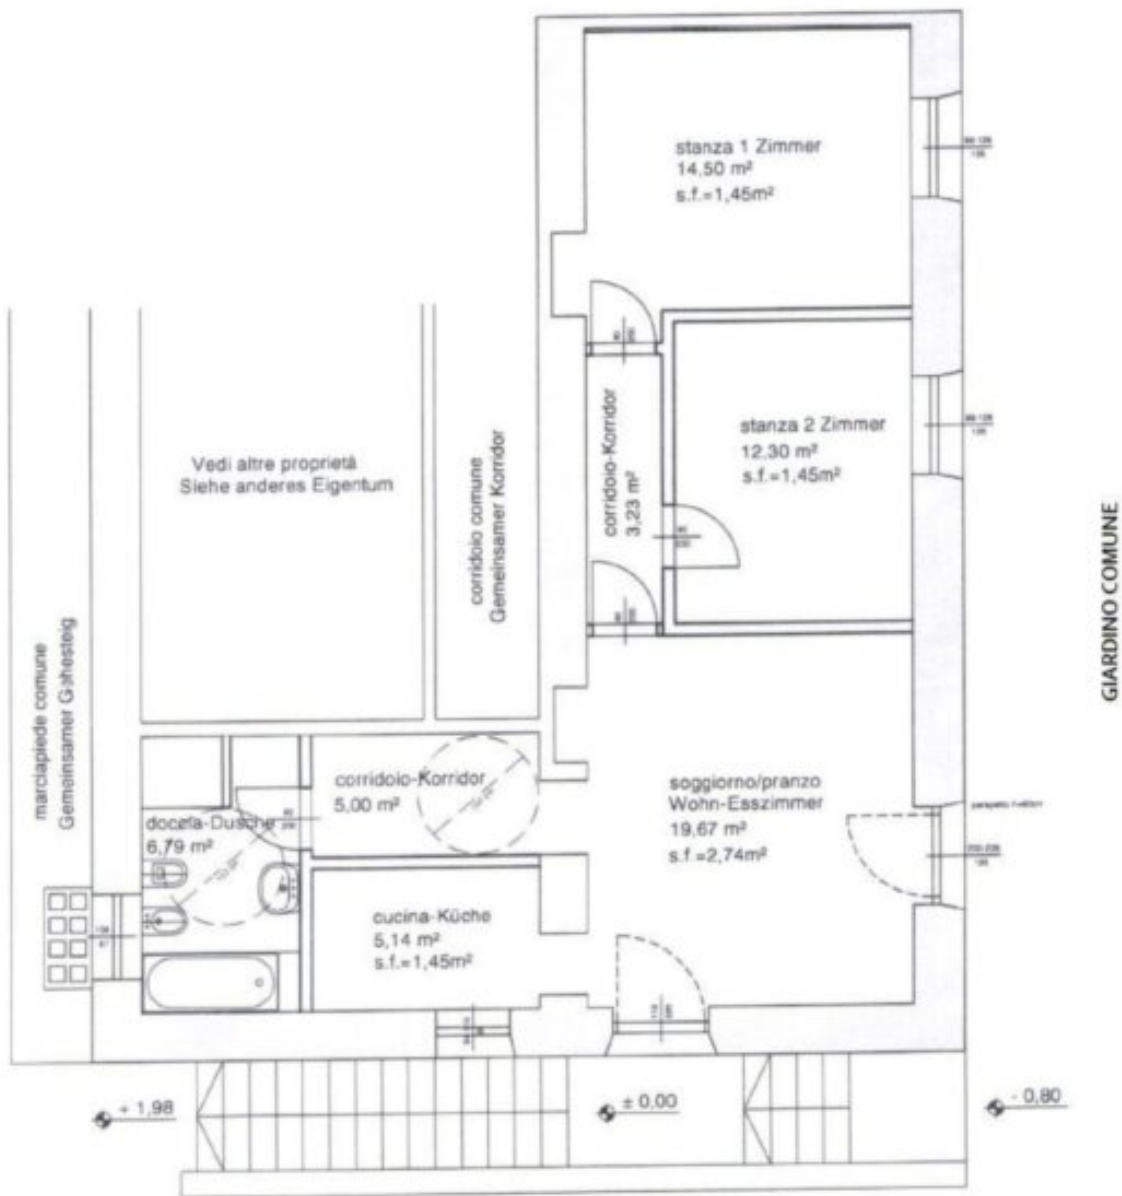 stanza 1 Zimmer
14,50 m²
s.f.=1,45m²
stanza 2 Zimmer
12,30 m²
s.f.=1,45m²
corridoio-Korridor
3,23 m²
Vedi altre proprietà
Siehe anderes Eigentum
corridoio comune
Gemeinsamer Korridor
marciapiede comune
Gemeinsamer Gehesteig
GIARDINO COMUNE
corridoio-Korridor
5,00 m²
soggiorno/pranzo
Wohn-Esszimmer
19,67 m²
s.f =2,74m²
doccia-Dusche
6,79 m²
cucina-Küche
5,14 m²
s.f.=1,45m²
+ 1,98
± 0,00
- 0,80